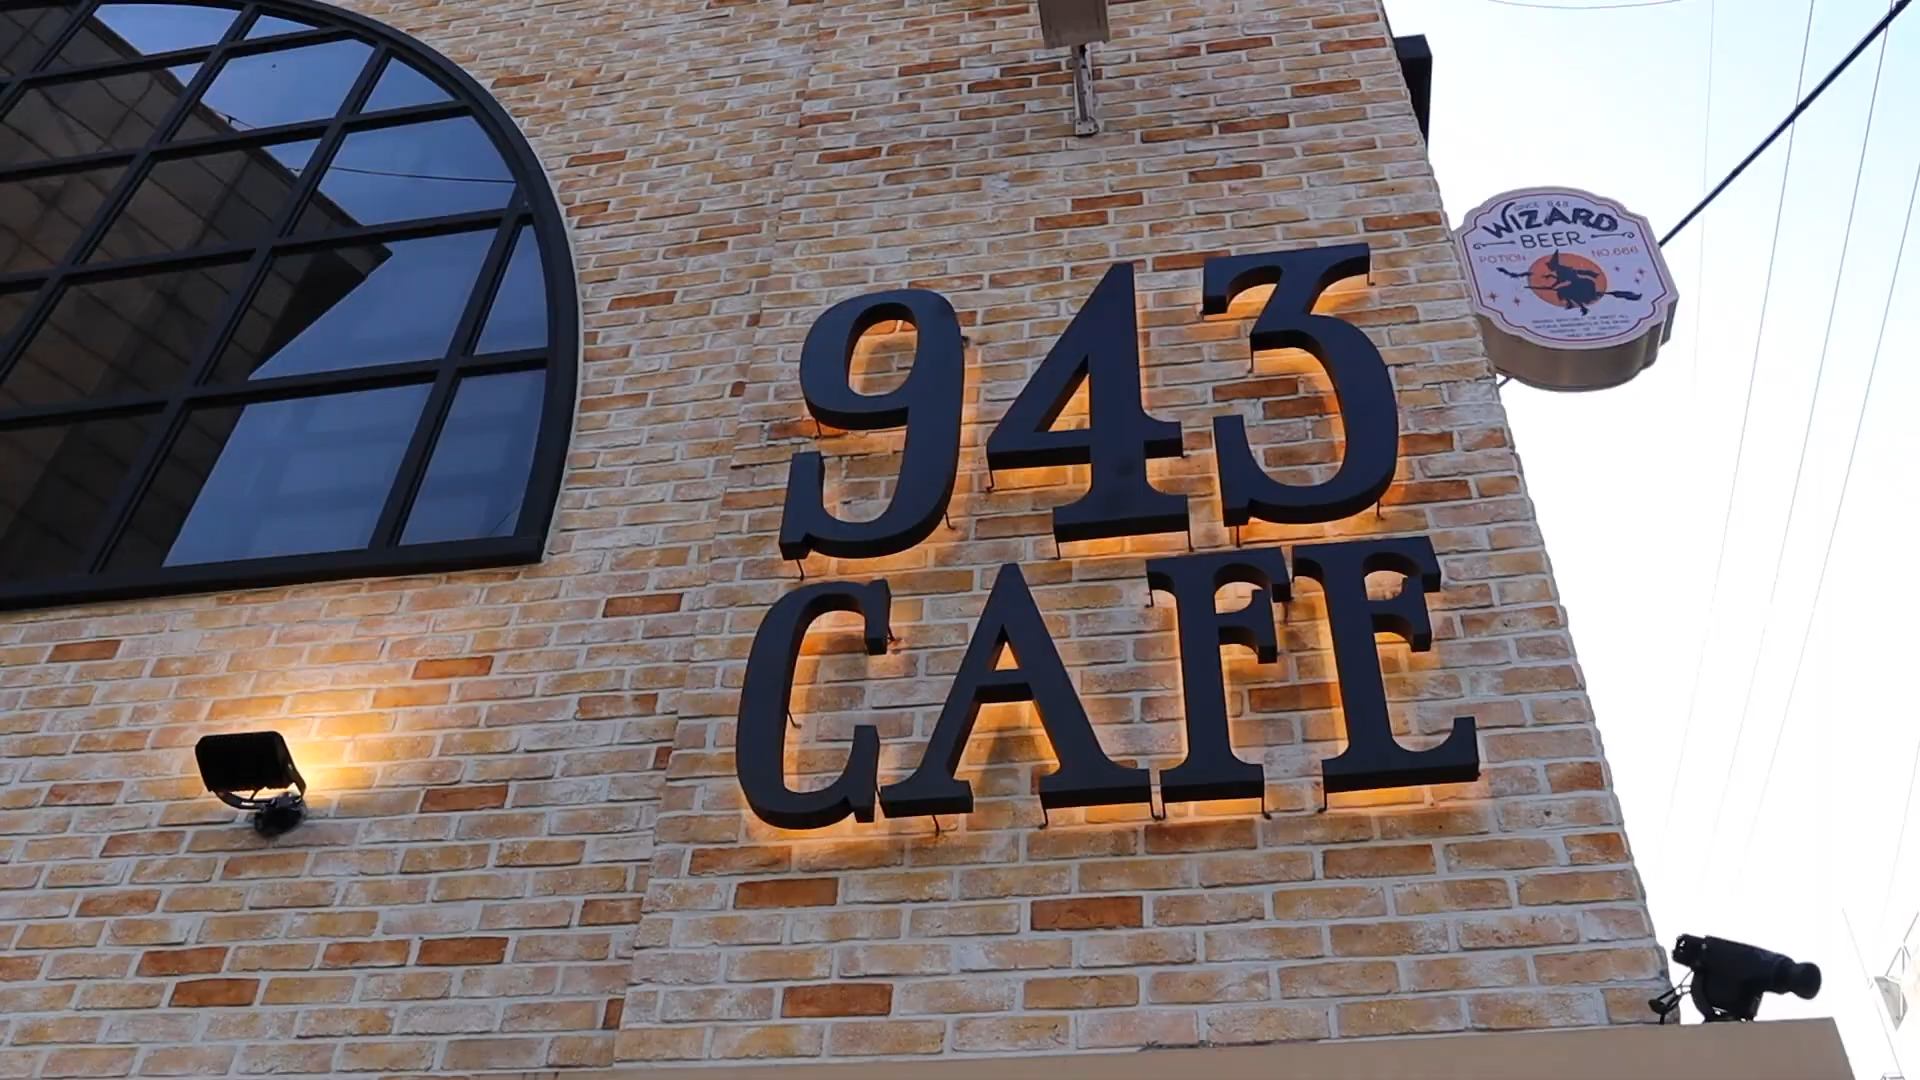 943
CAFE
SINCE 943
WIZARD
BEER
POTION NO.666